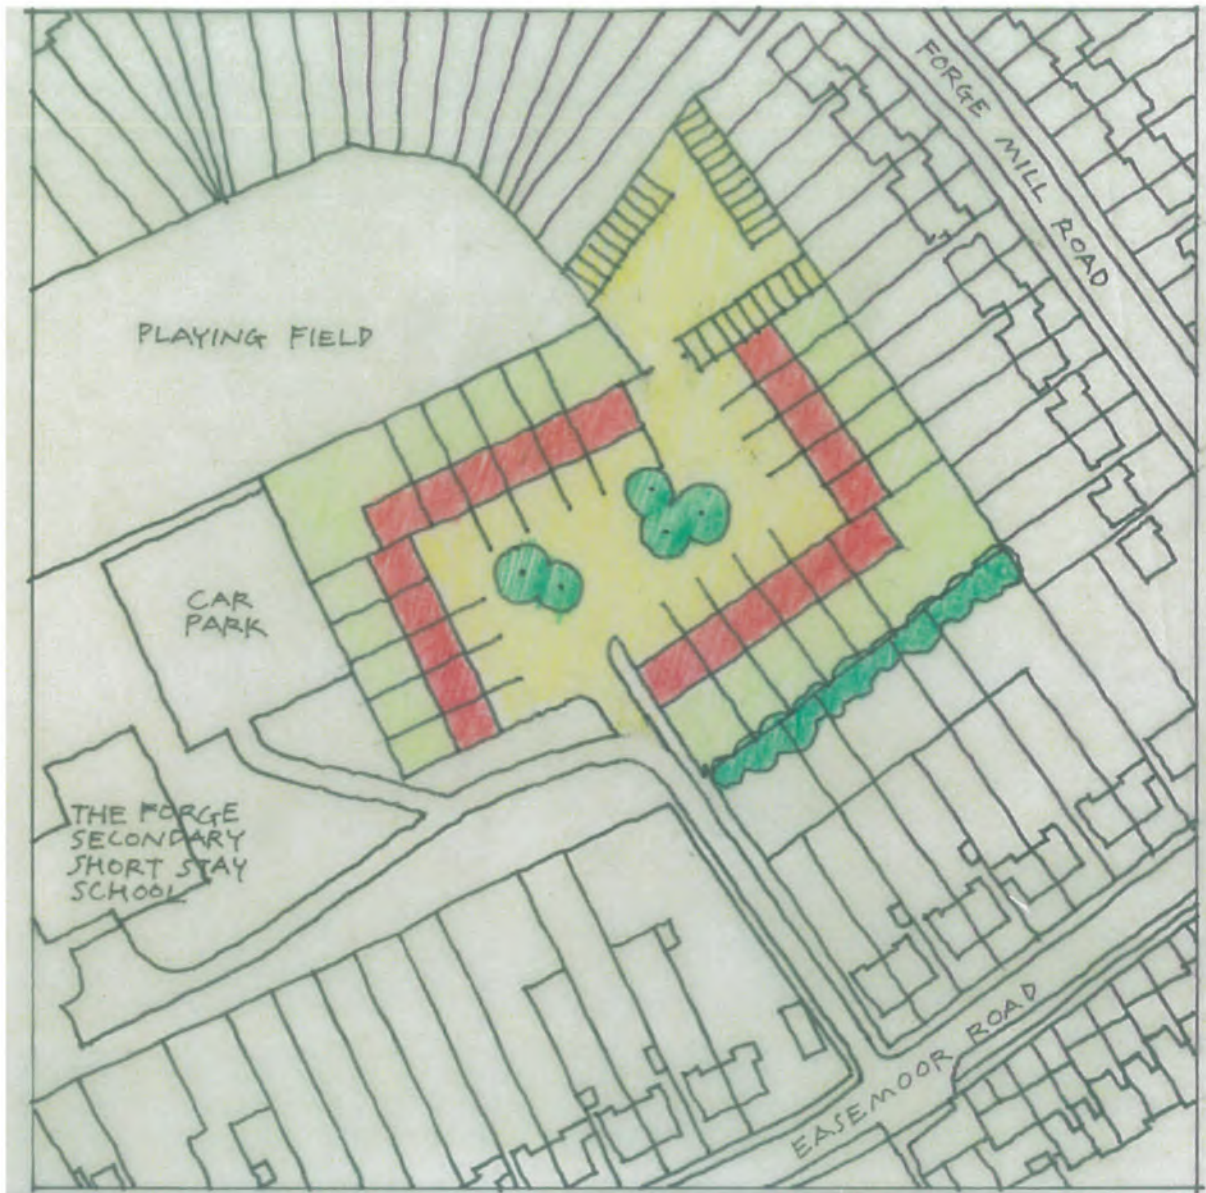 FORGE MILL ROAD
PLAYING FIELD
CAR
PARK
THE FORGE
SECONDARY
SHORT STAY
SCHOOL
EASEMOOR ROAD